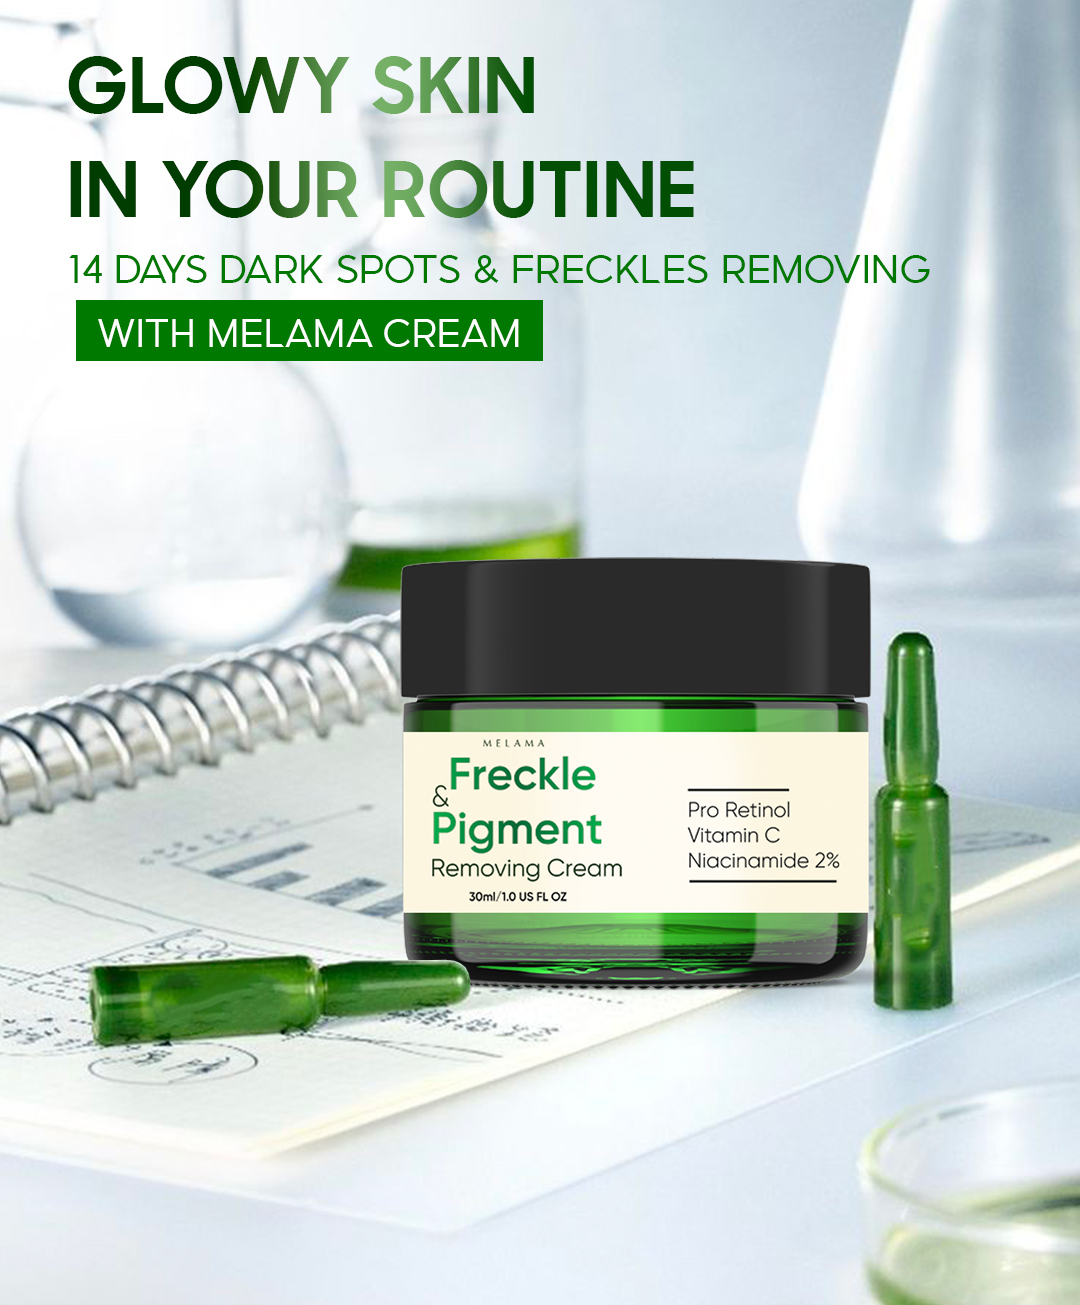 GLOWY SKIN
IN YOUR ROUTINE
14 DAYS DARK SPOTS & FRECKLES REMOVING
WITH MELAMA CREAM
MELAMA
Freckle
&
Pigment
Removing Cream
30ml/1.0 US FL OZ
Pro Retinol
Vitamin C
Niacinamide 2%